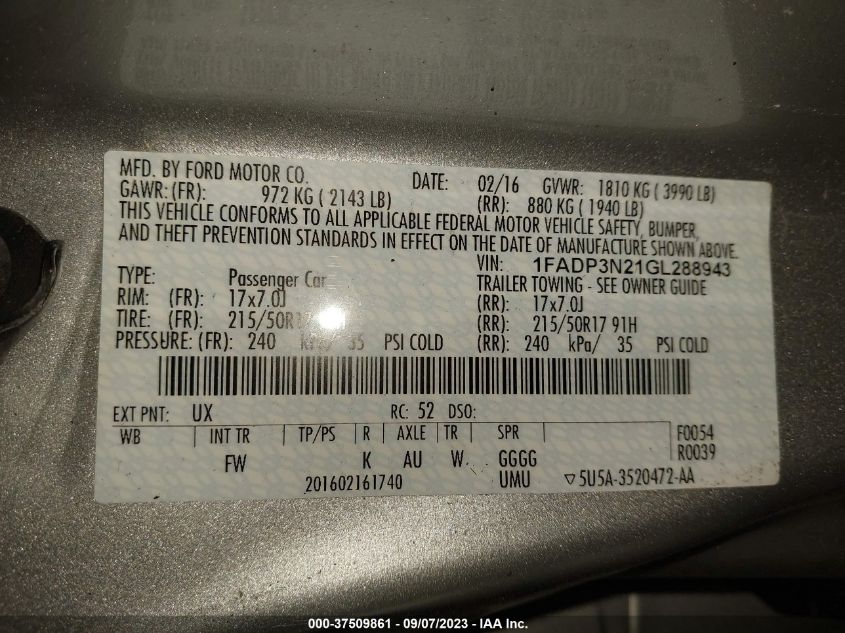 MFD. BY FORD MOTOR CO. DATE: 02/16 GVWR: 1810 KG ( 3990 LB)
GAWR: (FR): 972 KG ( 2143 LB) (RR): 880 KG ( 1940 LB)
THIS VEHICLE CONFORMS TO ALL APPLICABLE FEDERAL MOTOR VEHICLE SAFETY, BUMPER,
AND THEFT PREVENTION STANDARDS IN EFFECT ON THE DATE OF MANUFACTURE SHOWN ABOVE.
VIN: 1FADP3N21GL288943
TYPE: Passenger Car TRAILER TOWING - SEE OWNER GUIDE
RIM: (FR): 17x7.0J (RR): 17x7.0J
TIRE: (FR): 215/50R17 (RR): 215/50R17 91H
PRESSURE: (FR): 240 kPa/ 35 PSI COLD (RR): 240 kPa/ 35 PSI COLD
EXT PNT: UX RC: 52 DSO:
WB INT TR TP/PS R AXLE TR SPR F0054
FW K AU W. GGGG R0039
201602161740 UMU ▽5U5A-3520472-AA
000-37509861 - 09/07/2023 - IAA Inc.